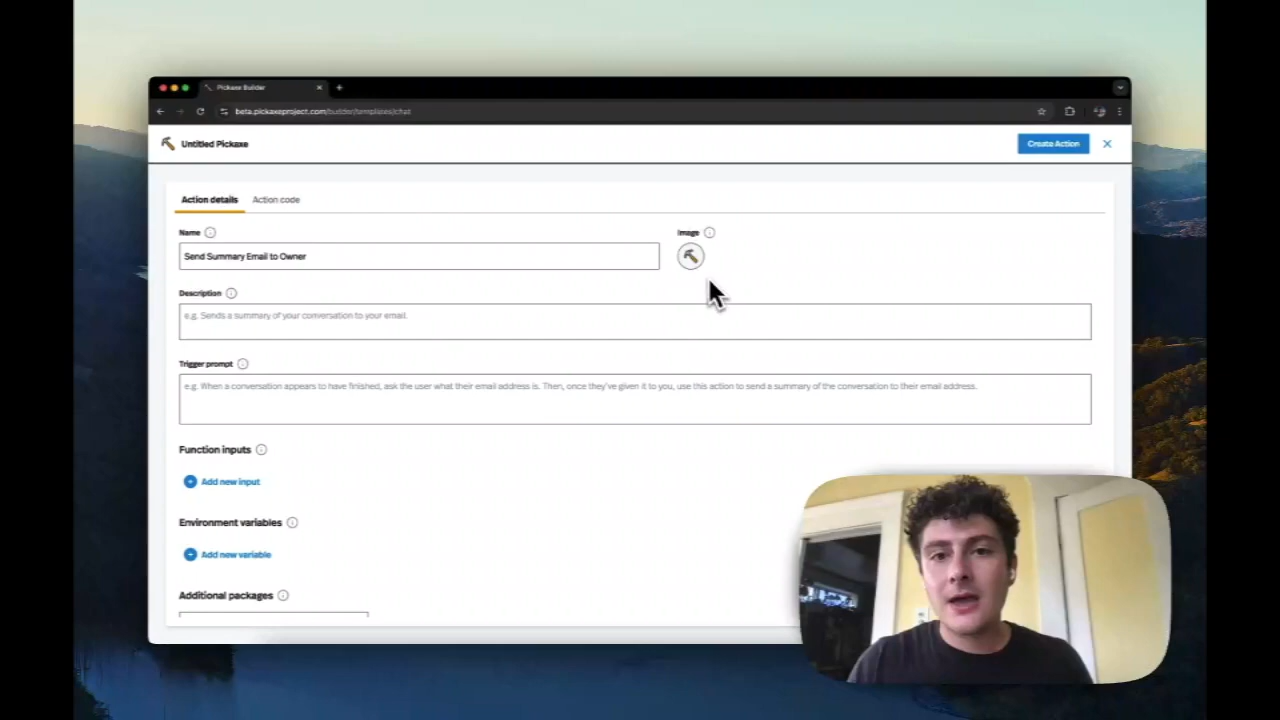 Pickaxe Builder
beta.pickaxeproject.com/builder/templates/chat
Untitled Pickaxe
Create Action
Action details
Action code
Name
Image
Send Summary Email to Owner
Description
e.g. Sends a summary of your conversation to your email.
Trigger prompt
e.g. When a conversation appears to have finished, ask the user what their email address is. Then, once they've given it to you, use this action to send a summary of the conversation to their email address.
Function inputs
Add new input
Environment variables
Add new variable
Additional packages